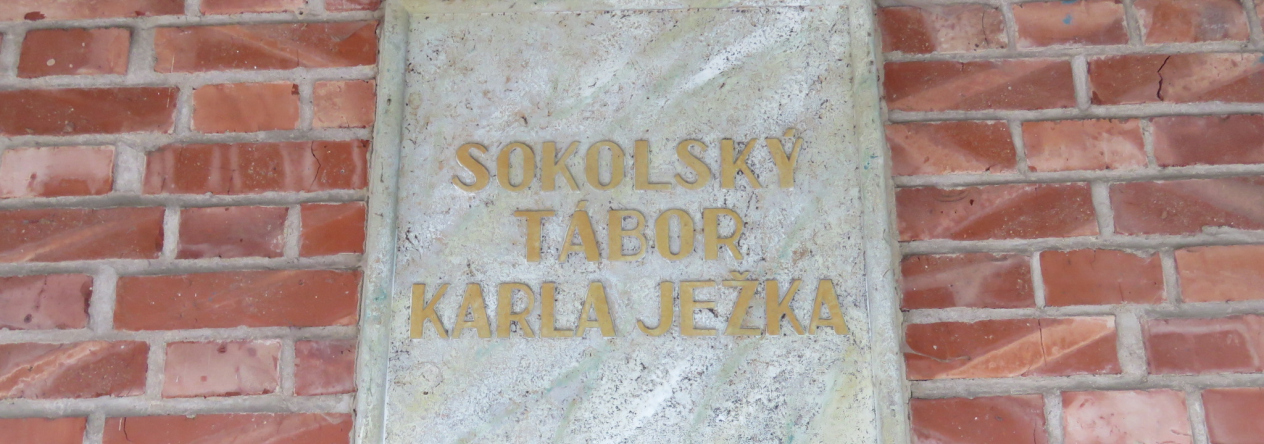 SOKOLSKÝ
TÁBOR
KARLA JEŽKA